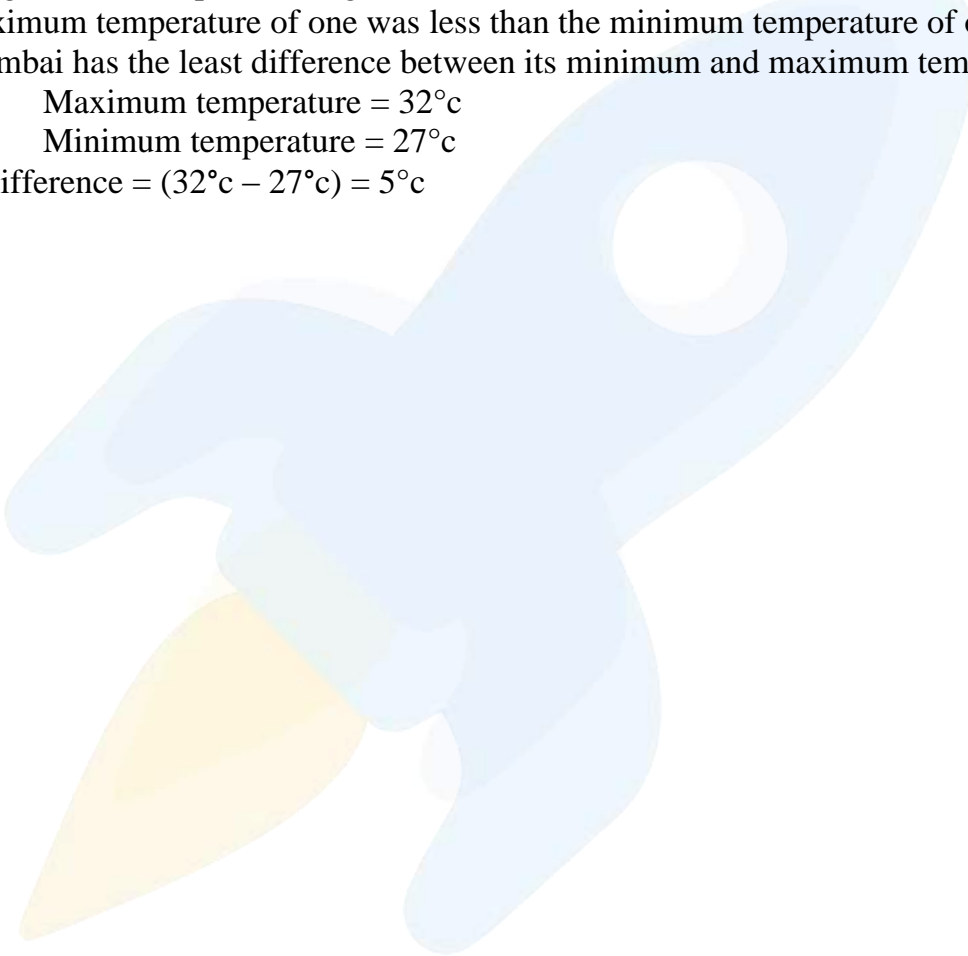 ximum temperature of one was less than the minimum temperature of
mbai has the least difference between its minimum and maximum tem
Maximum temperature = 32°c
Minimum temperature = 27°c
ifference = (32°c – 27°c) = 5°c